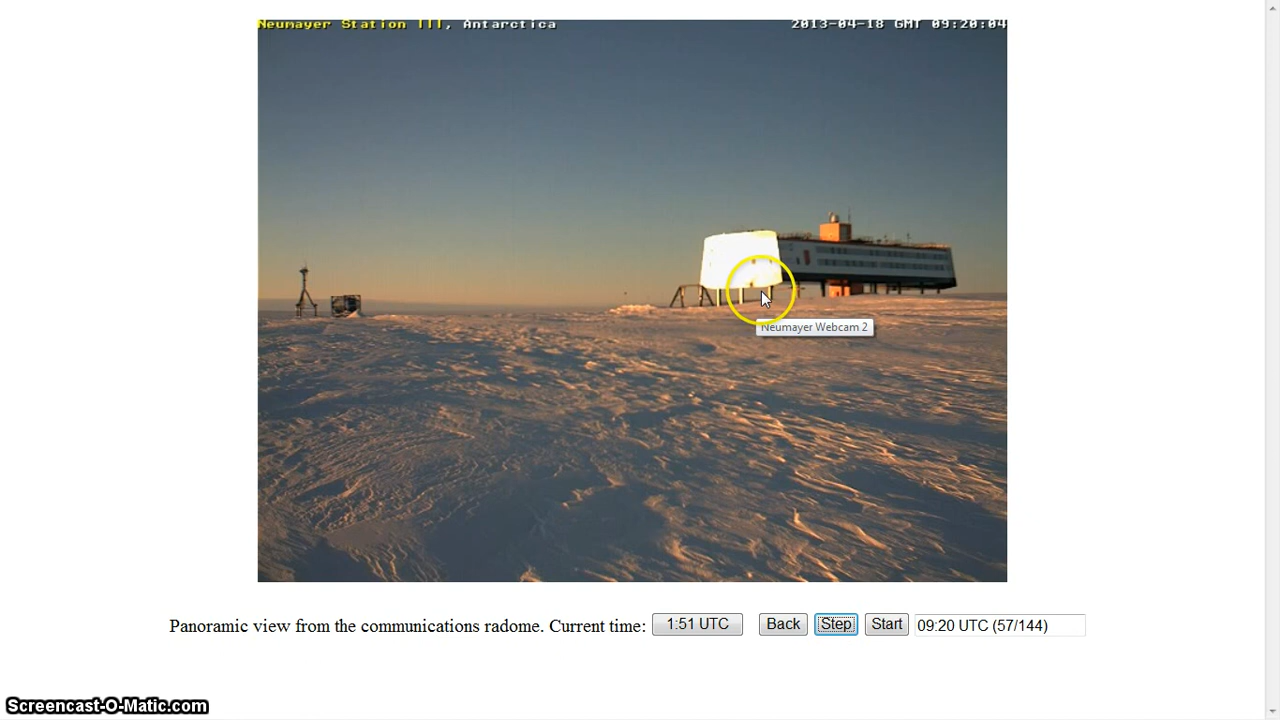 Neumayer Station III, Antarctica 2013-04-18 GMT 09:20:04
Neumayer Webcam 2
Panoramic view from the communications radome. Current time: 1:51 UTC Back Step Start 09:20 UTC (57/144)
Screencast-O-Matic.com